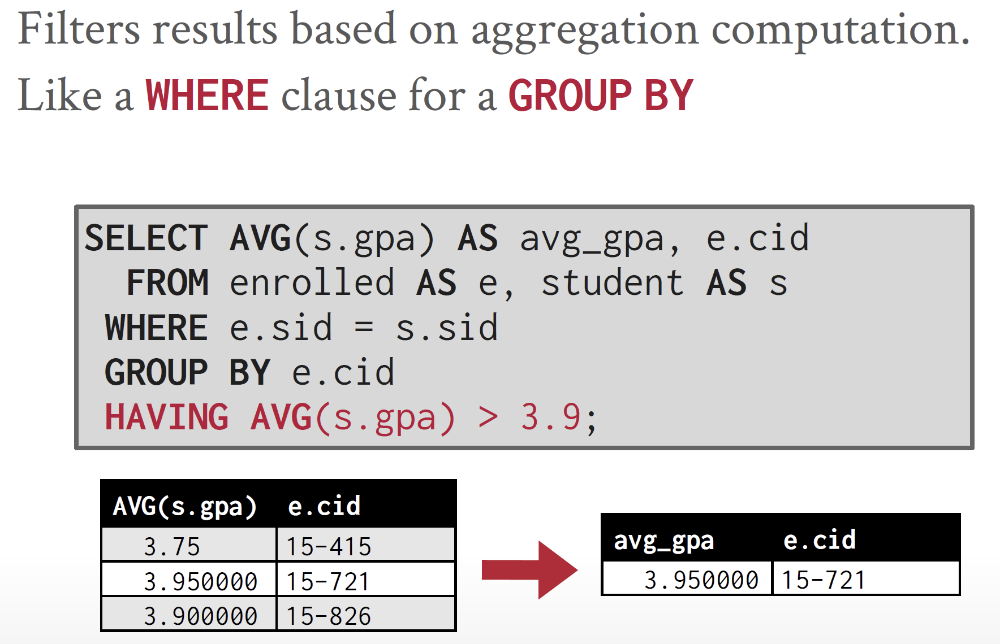 Filters results based on aggregation computation.
Like a WHERE clause for a GROUP BY
SELECT AVG(s.gpa) AS avg_gpa, e.cid
FROM enrolled AS e, student AS s
WHERE e.sid = s.sid
GROUP BY e.cid
HAVING AVG(s.gpa) > 3.9;
AVG(s.gpa) e.cid
3.75 15-415
3.950000 15-721
3.900000 15-826
avg_gpa e.cid
3.950000 15-721